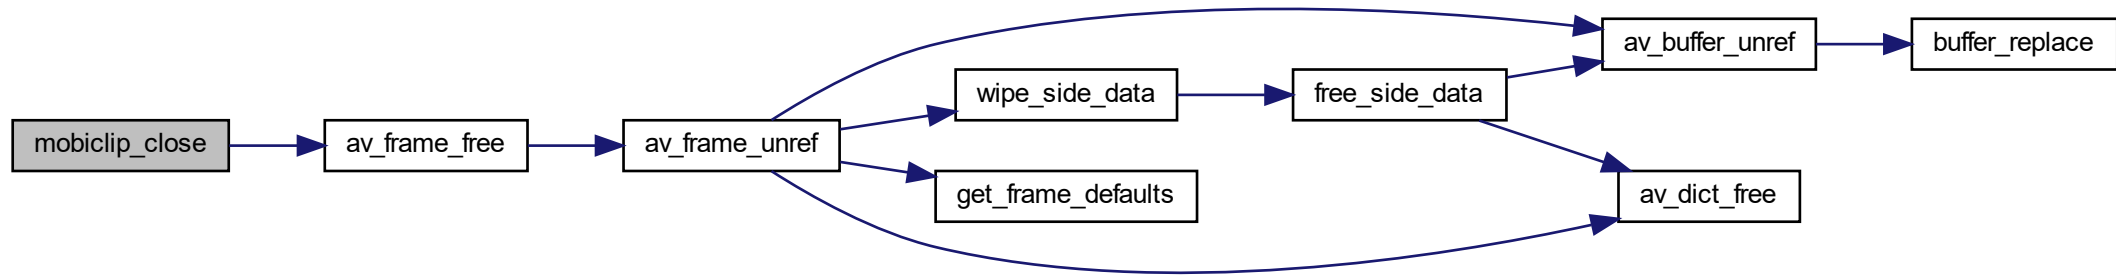 mobiclip_close
av_frame_free
av_frame_unref
wipe_side_data
get_frame_defaults
free_side_data
av_buffer_unref
av_dict_free
buffer_replace